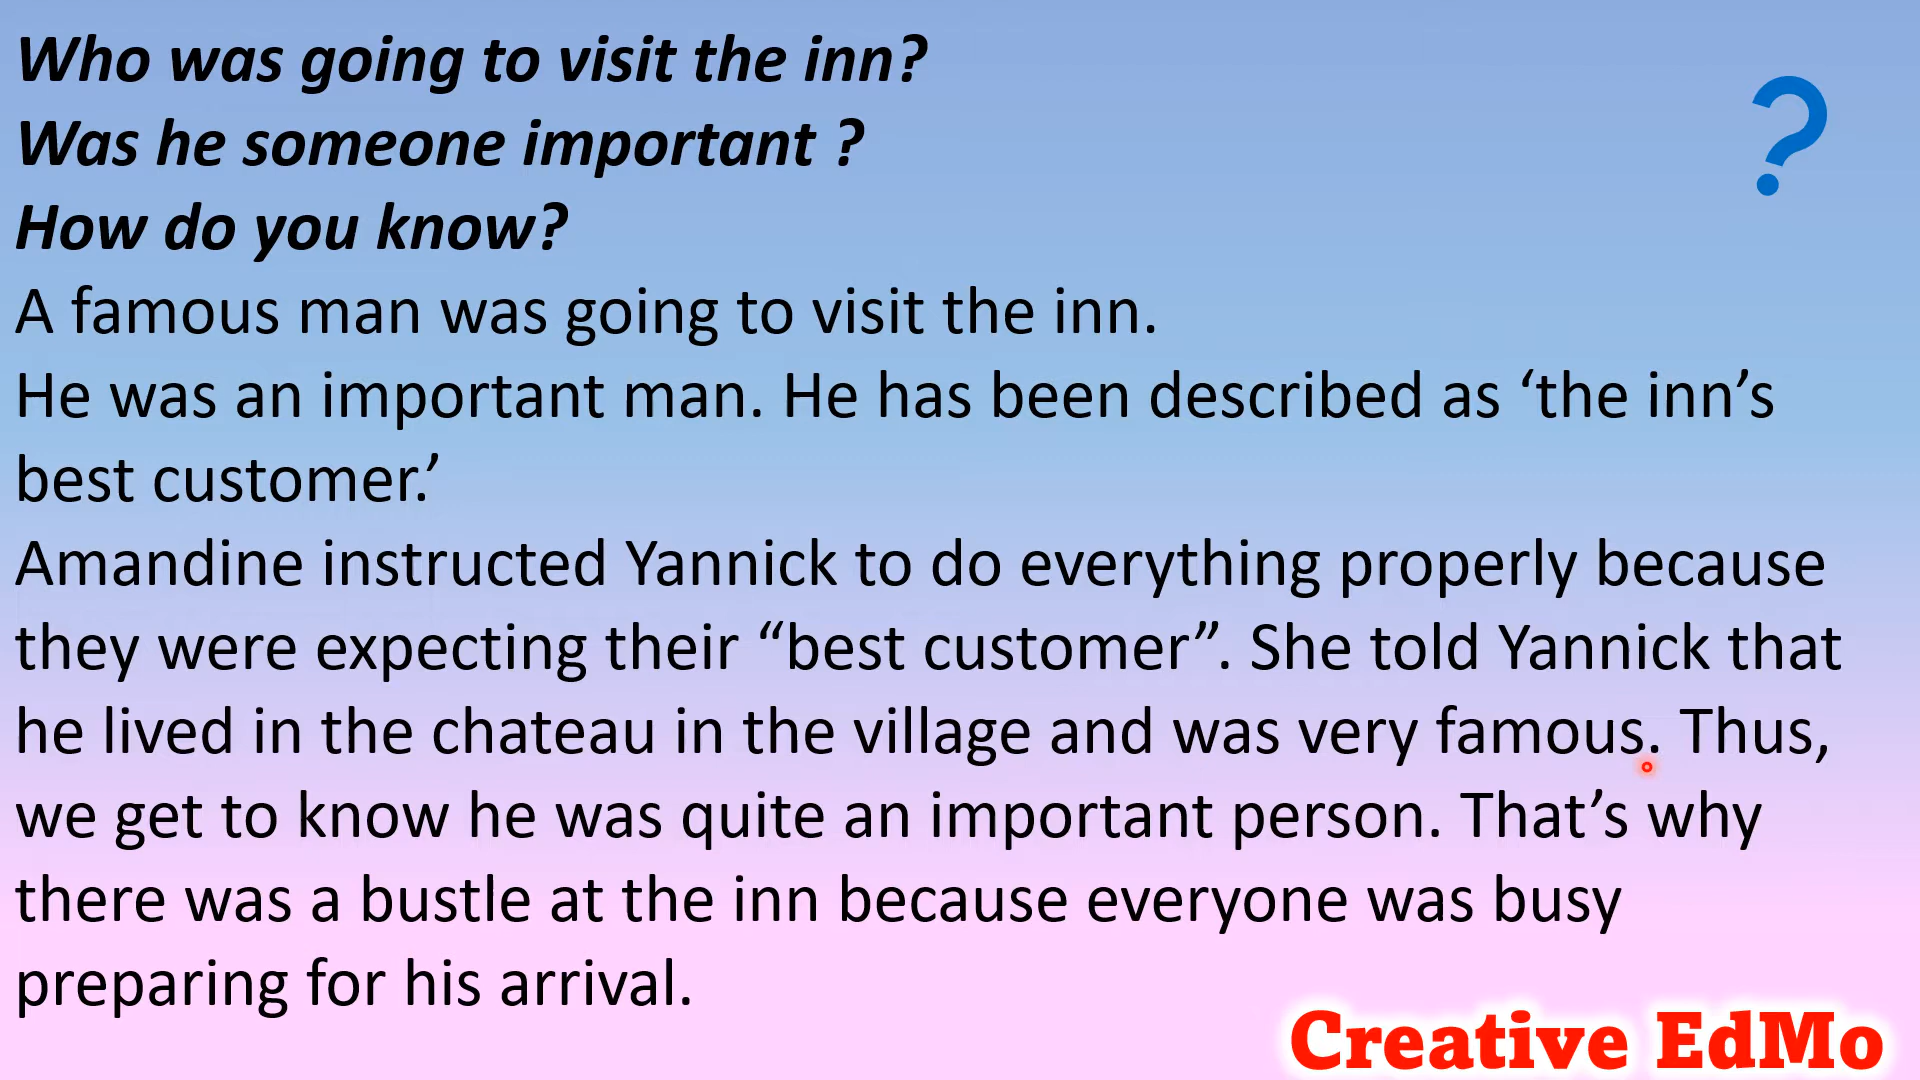 Who was going to visit the inn?
Was he someone important ?
How do you know?
A famous man was going to visit the inn.
He was an important man. He has been described as ‘the inn’s
best customer.’
Amandine instructed Yannick to do everything properly because
they were expecting their “best customer”. She told Yannick that
he lived in the chateau in the village and was very famous. Thus,
we get to know he was quite an important person. That’s why
there was a bustle at the inn because everyone was busy
preparing for his arrival.
?
Creative EdMo